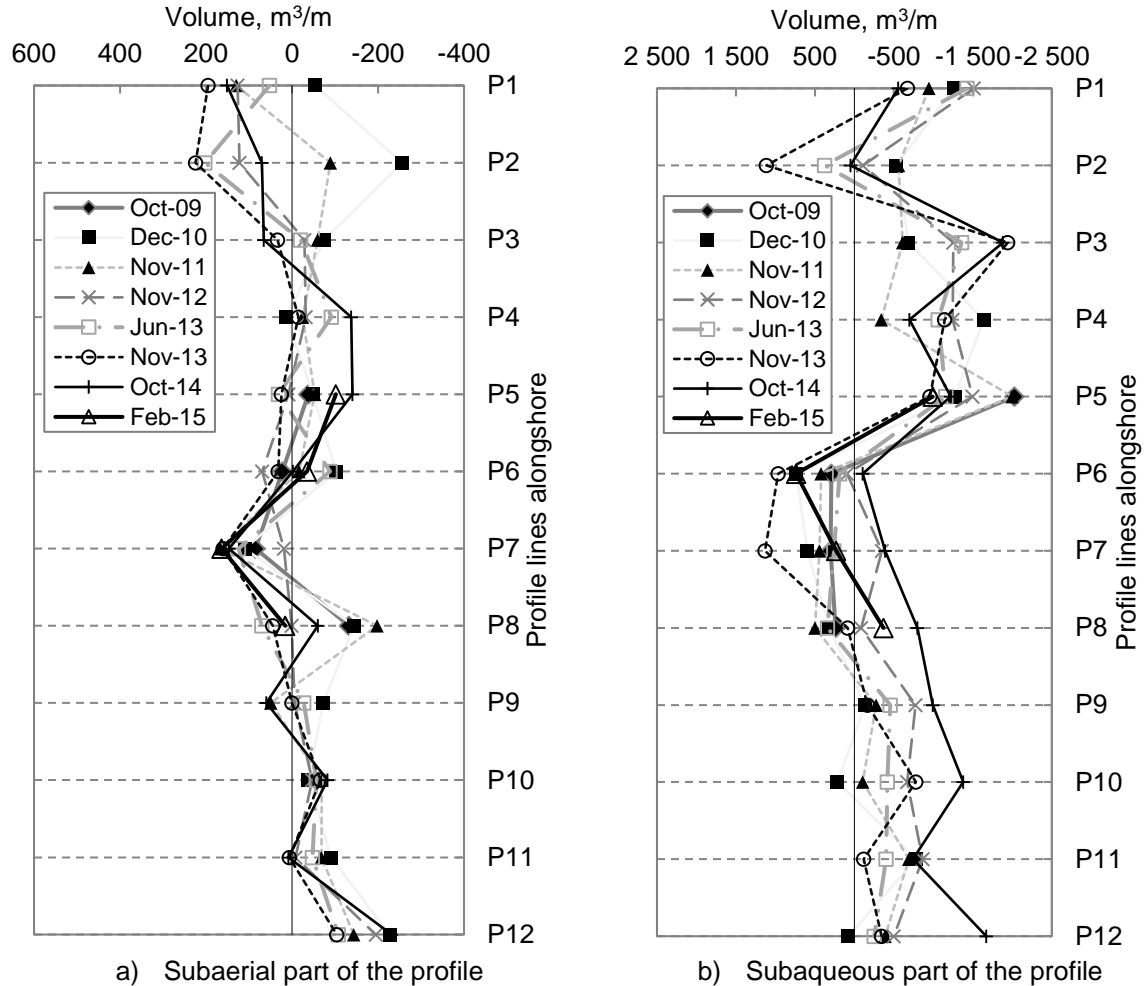 Volume, m³/m
600 400 200 0 -200 -400
P1
P2
P3
P4
P5
P6
P7
P8
P9
P10
P11
P12
Profile lines alongshore
Oct-09
Dec-10
Nov-11
Nov-12
Jun-13
Nov-13
Oct-14
Feb-15
a) Subaerial part of the profile
Volume, m³/m
2 500 1 500 500 -500 -1 500 -2 500
P1
P2
P3
P4
P5
P6
P7
P8
P9
P10
P11
P12
Profile lines alongshore
Oct-09
Dec-10
Nov-11
Nov-12
Jun-13
Nov-13
Oct-14
Feb-15
b) Subaqueous part of the profile